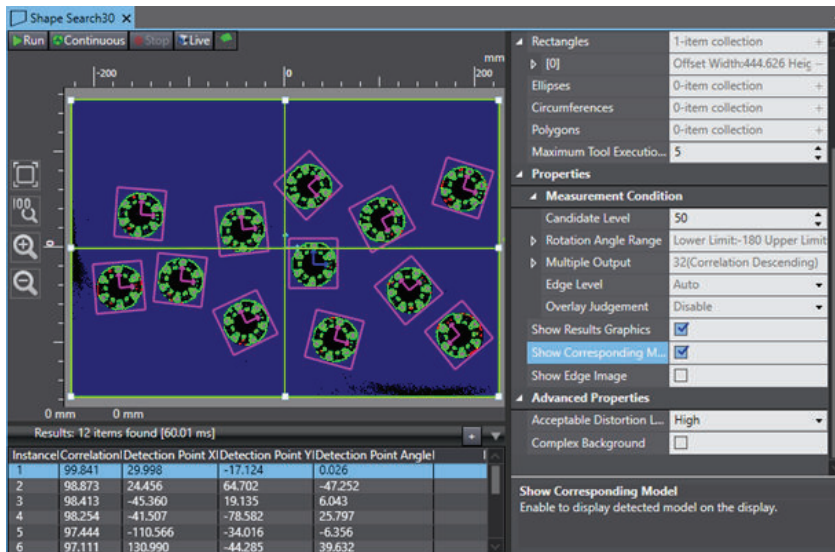 Shape Search30 ×
Run Continuous Stop Live
mm
-200 0 200
100
0
0 mm 0 mm
Results: 12 items found [60.01 ms]
Instance Correlation Detection Point X Detection Point Y Detection Point Angle
1 99.841 29.998 -17.124 0.026
2 98.873 24.456 64.702 -47.252
3 98.413 -45.360 19.135 6.043
4 98.254 -41.507 -78.582 25.797
5 97.444 -110.566 -34.016 -6.356
6 97.111 130.990 -44.285 39.632
Rectangles 1-item collection +
[0] Offset Width:444.626 Heig −
Ellipses 0-item collection +
Circumferences 0-item collection +
Polygons 0-item collection +
Maximum Tool Executio... 5
Properties
Measurement Condition
Candidate Level 50
Rotation Angle Range Lower Limit:-180 Upper Limit
Multiple Output 32(Correlation Descending)
Edge Level Auto
Overlay Judgement Disable
Show Results Graphics
Show Corresponding M...
Show Edge Image
Advanced Properties
Acceptable Distortion L... High
Complex Background
Show Corresponding Model
Enable to display detected model on the display.